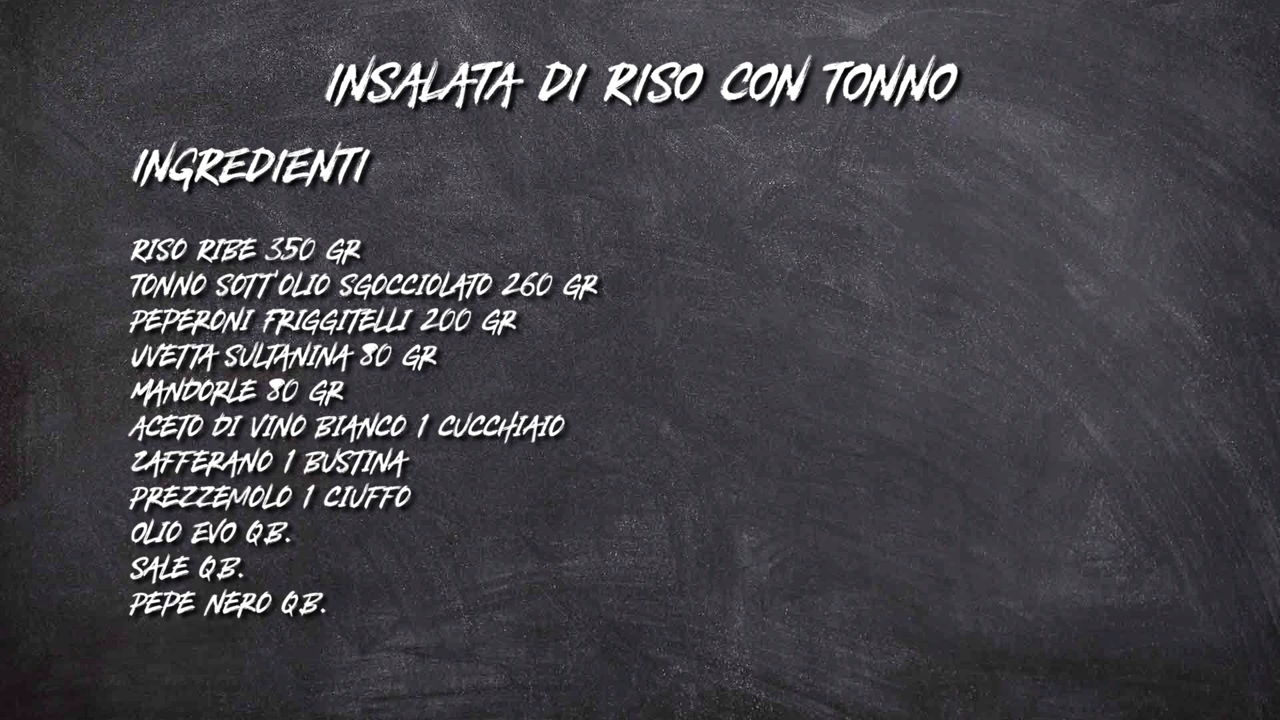 INSALATA DI RISO CON TONNO
INGREDIENTI
RISO RIBE 350 GR
TONNO SOTT'OLIO SGOCCIOLATO 260 GR
PEPERONI FRIGGITELLI 200 GR
UVETTA SULTANINA 80 GR
MANDORLE 80 GR
ACETO DI VINO BIANCO 1 CUCCHIAIO
ZAFFERANO 1 BUSTINA
PREZZEMOLO 1 CIUFFO
OLIO EVO Q.B.
SALE Q.B.
PEPE NERO Q.B.